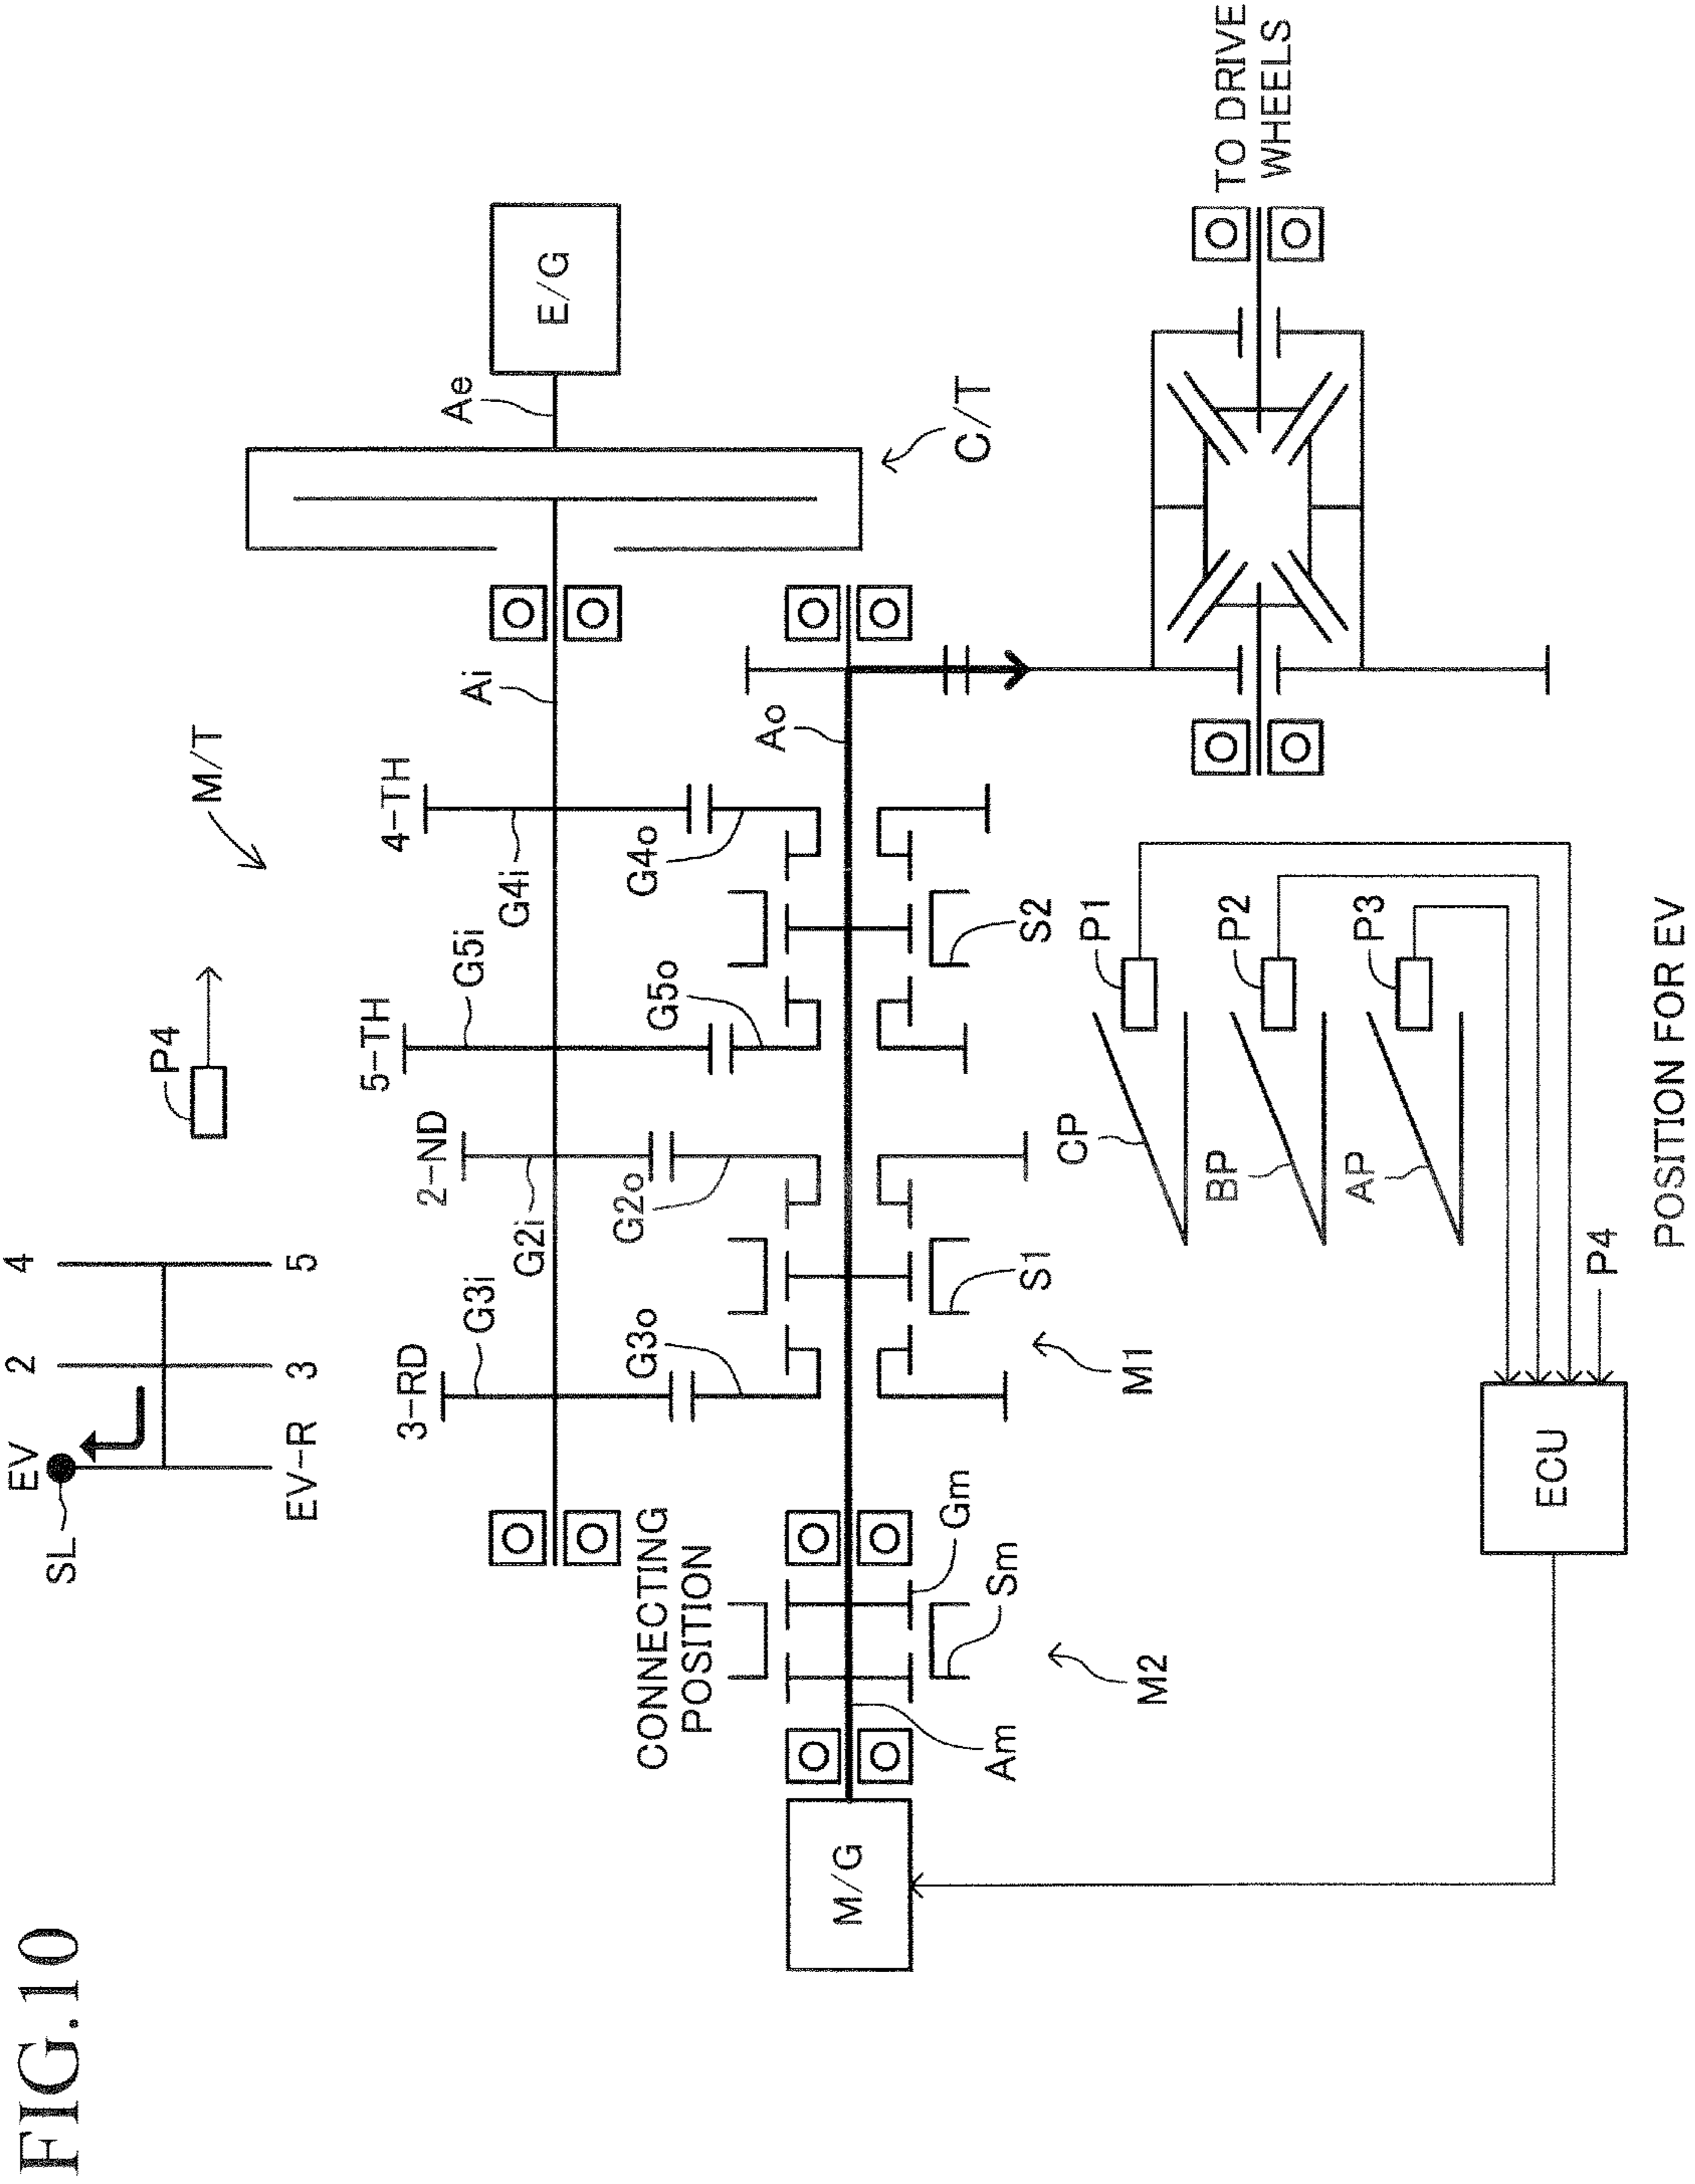 FIG.10
EV
2
4
SL
EV-R
3
5
P4
M/T
3-RD
2-ND
5-TH
4-TH
G3i
G2i
G5i
G4i
Ai
Ae
E/G
G3o
G2o
G5o
G4o
Ao
C/T
CONNECTING
POSITION
M/G
Am
Sm
Gm
M2
M1
S1
S2
TO DRIVE
WHEELS
CP
P1
BP
P2
AP
P3
P4
ECU
POSITION FOR EV